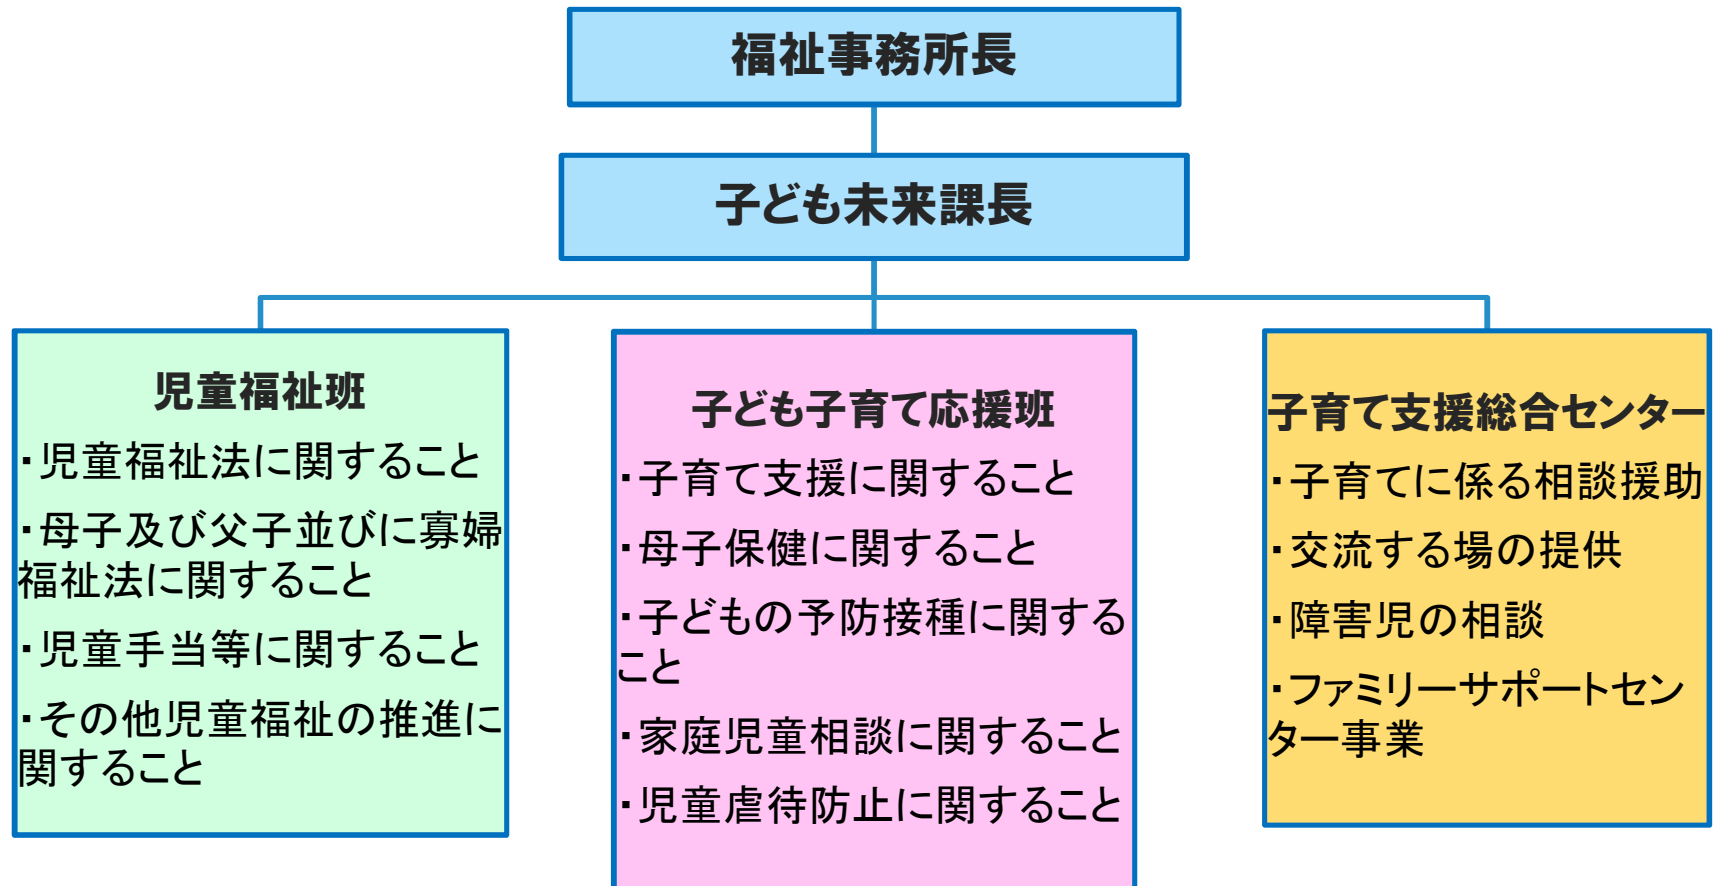 福祉事務所長
子ども未来課長
児童福祉班
・児童福祉法に関すること
・母子及び父子並びに寡婦
福祉法に関すること
・児童手当等に関すること
・その他児童福祉の推進に
関すること
子ども子育て応援班
・子育て支援に関すること
・母子保健に関すること
・子どもの予防接種に関する
こと
・家庭児童相談に関すること
・児童虐待防止に関すること
子育て支援総合センター
・子育てに係る相談援助
・交流する場の提供
・障害児の相談
・ファミリーサポートセン
ター事業